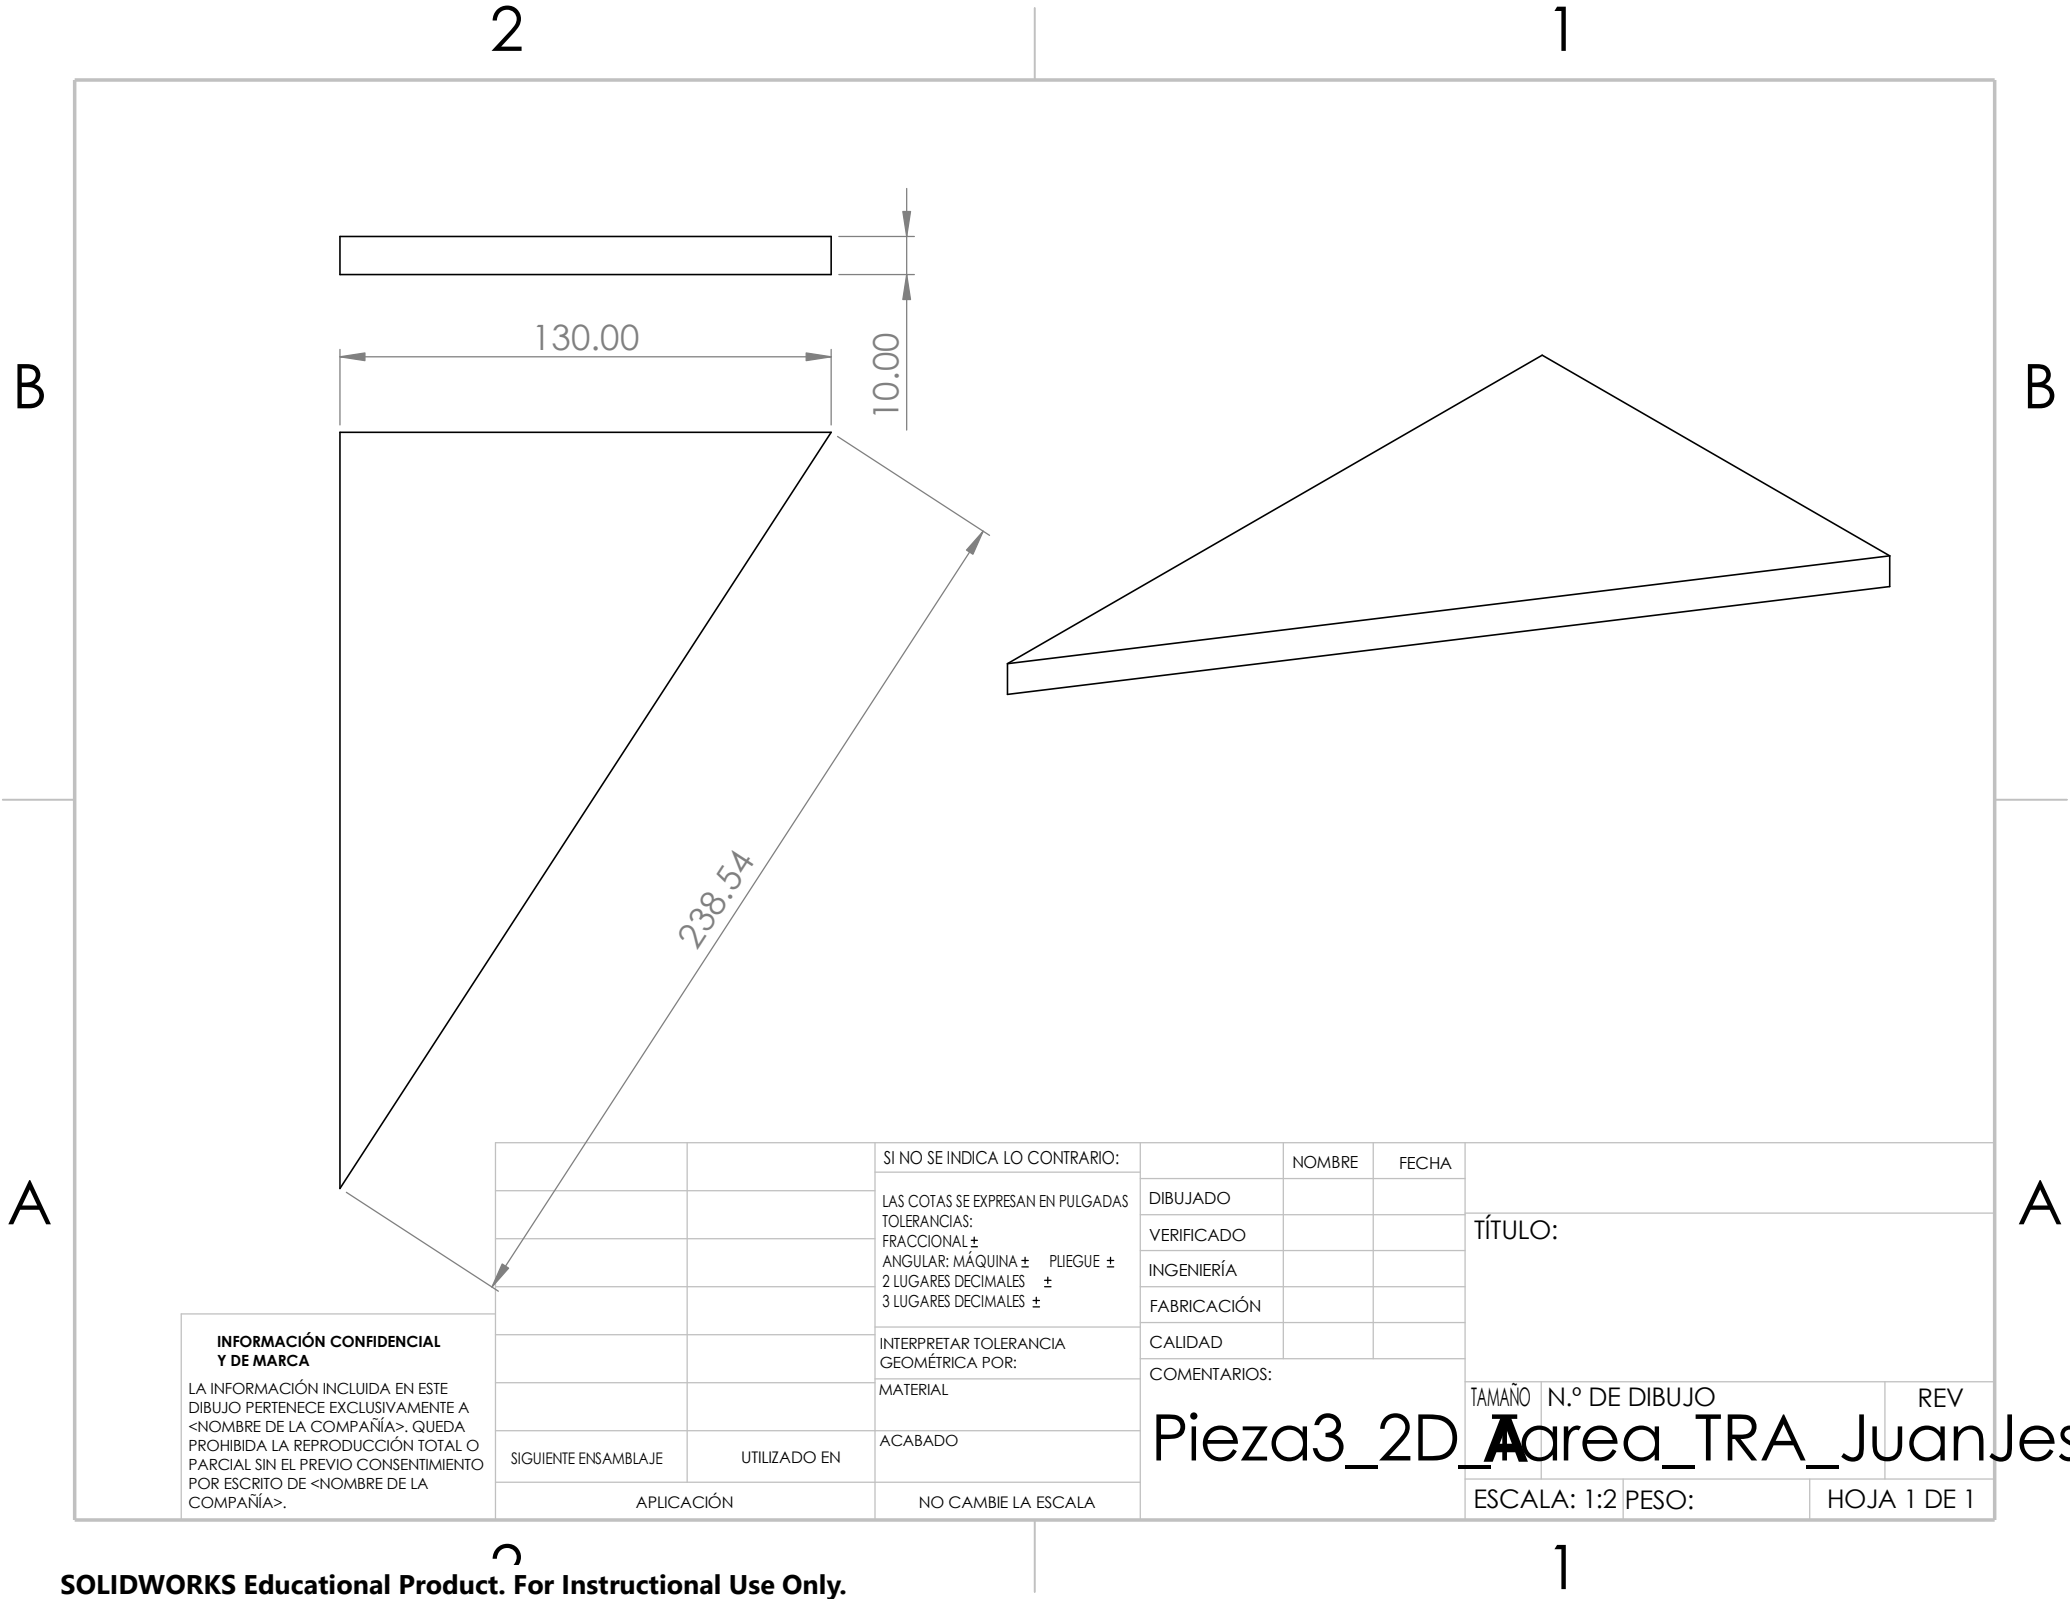 2
1
B
B
130.00
10.00
238.54
A
A
SI NO SE INDICA LO CONTRARIO:
LAS COTAS SE EXPRESAN EN PULGADAS
TOLERANCIAS:
FRACCIONAL ±
ANGULAR: MÁQUINA ± PLIEGUE ±
2 LUGARES DECIMALES ±
3 LUGARES DECIMALES ±
INTERPRETAR TOLERANCIA
GEOMÉTRICA POR:
MATERIAL
ACABADO
NO CAMBIE LA ESCALA
NOMBRE FECHA
DIBUJADO
VERIFICADO
INGENIERÍA
FABRICACIÓN
CALIDAD
COMENTARIOS:
TÍTULO:
TAMAÑO N.º DE DIBUJO REV
A
Pieza3_2D_Tarea_TRA_JuanJes
ESCALA: 1:2 PESO: HOJA 1 DE 1
SIGUIENTE ENSAMBLAJE UTILIZADO EN
APLICACIÓN
INFORMACIÓN CONFIDENCIAL
Y DE MARCA
LA INFORMACIÓN INCLUIDA EN ESTE
DIBUJO PERTENECE EXCLUSIVAMENTE A
<NOMBRE DE LA COMPAÑÍA>. QUEDA
PROHIBIDA LA REPRODUCCIÓN TOTAL O
PARCIAL SIN EL PREVIO CONSENTIMIENTO
POR ESCRITO DE <NOMBRE DE LA
COMPAÑÍA>.
2
1
SOLIDWORKS Educational Product. For Instructional Use Only.